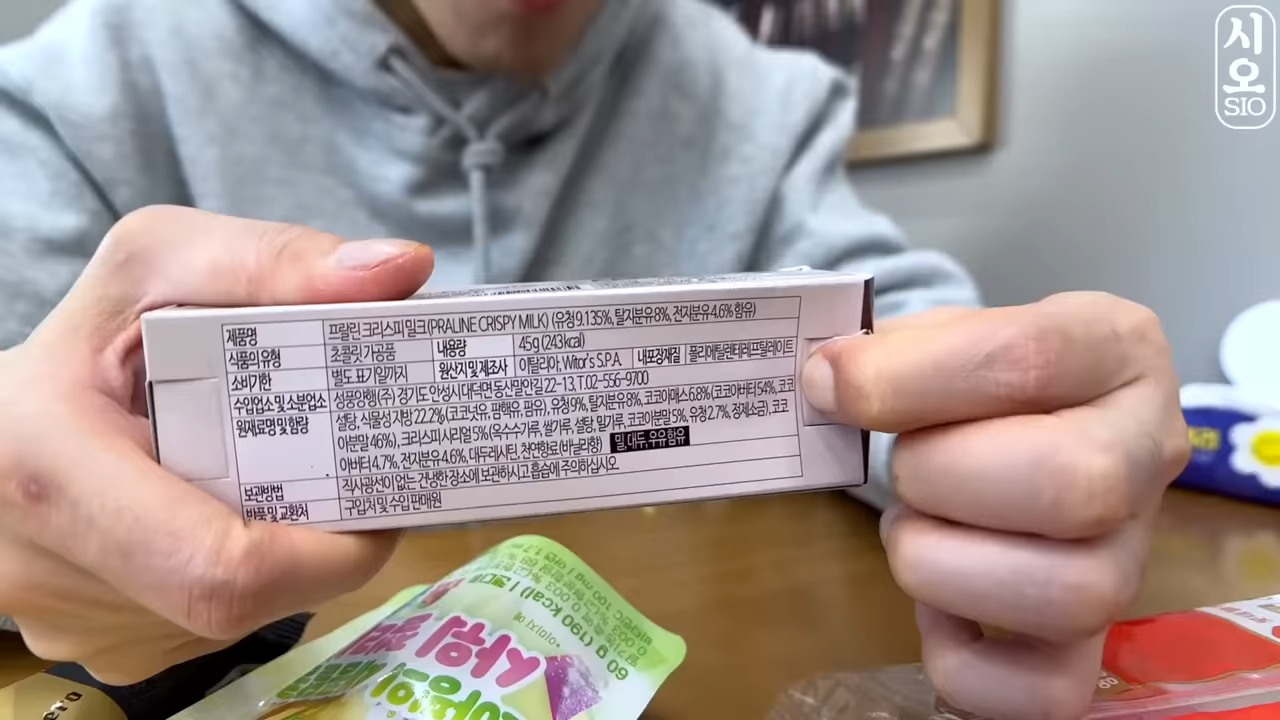 시오
SIO
제품명 프랄린 크리스피 밀크(PRALINE CRISPY MILK) (유청 9.135%, 탈지분유 8%, 전지분유 4.6% 함유)
식품의 유형 초콜릿가공품 내용량 45g (243kcal)
소비기한 별도 표기일까지 원산지 및 제조사 이탈리아, Witor's S.P.A. 내포장재질 폴리에틸렌테레프탈레이트
수입업소 및 소분업소 성풍양행(주) 경기도 안성시 대덕면 동산말안길 22-13, T.02-556-9700
원재료명 및 함량 설탕, 식물성지방 22.2%(코코넛유, 팜핵유, 팜유), 유청 9%, 탈지분유 8%, 코코아매스 6.8%(코코아버터 54%, 코코
아분말 46%), 크리스피시리얼 5%(옥수수가루, 쌀가루, 설탕, 밀가루, 코코아분말 5%, 유청 2.7%, 정제소금), 코코
아버터 4.7%, 전지분유 4.6%, 대두레시틴, 천연향료(바닐라향) 밀, 대두, 우유 함유
보관방법 직사광선이 없는 건냉한 장소에 보관하시고 흡습에 주의하십시오
반품 및 교환처 구입처 및 수입 판매원
60 g (190 kcal)
*이미지 예
사워